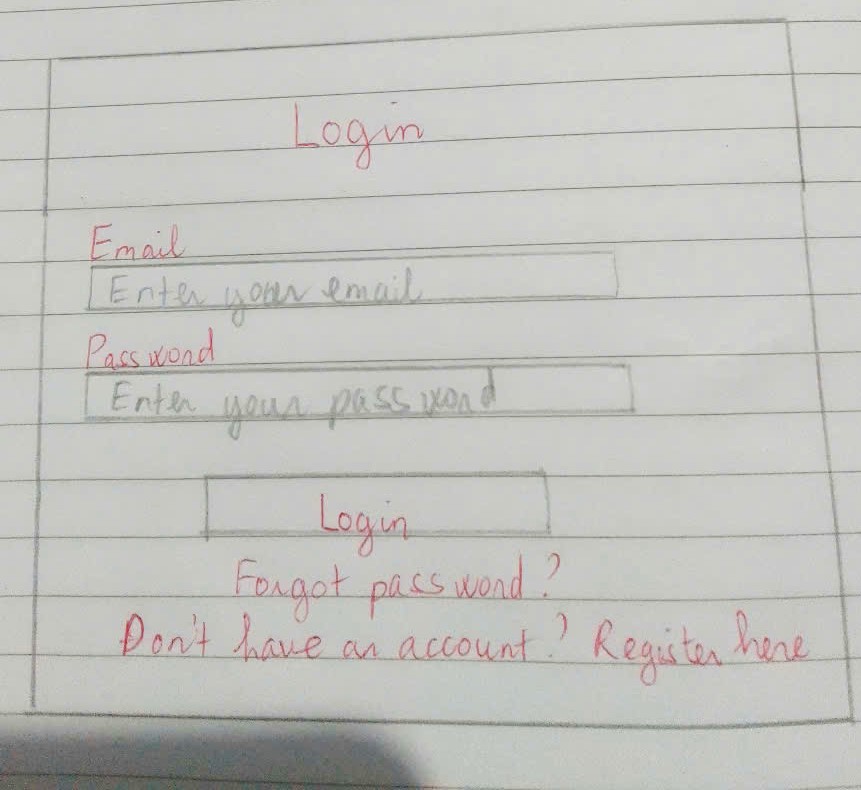 Login
Email
Enter your email
Password
Enter your password
Login
Forgot password?
Don't have an account? Register here